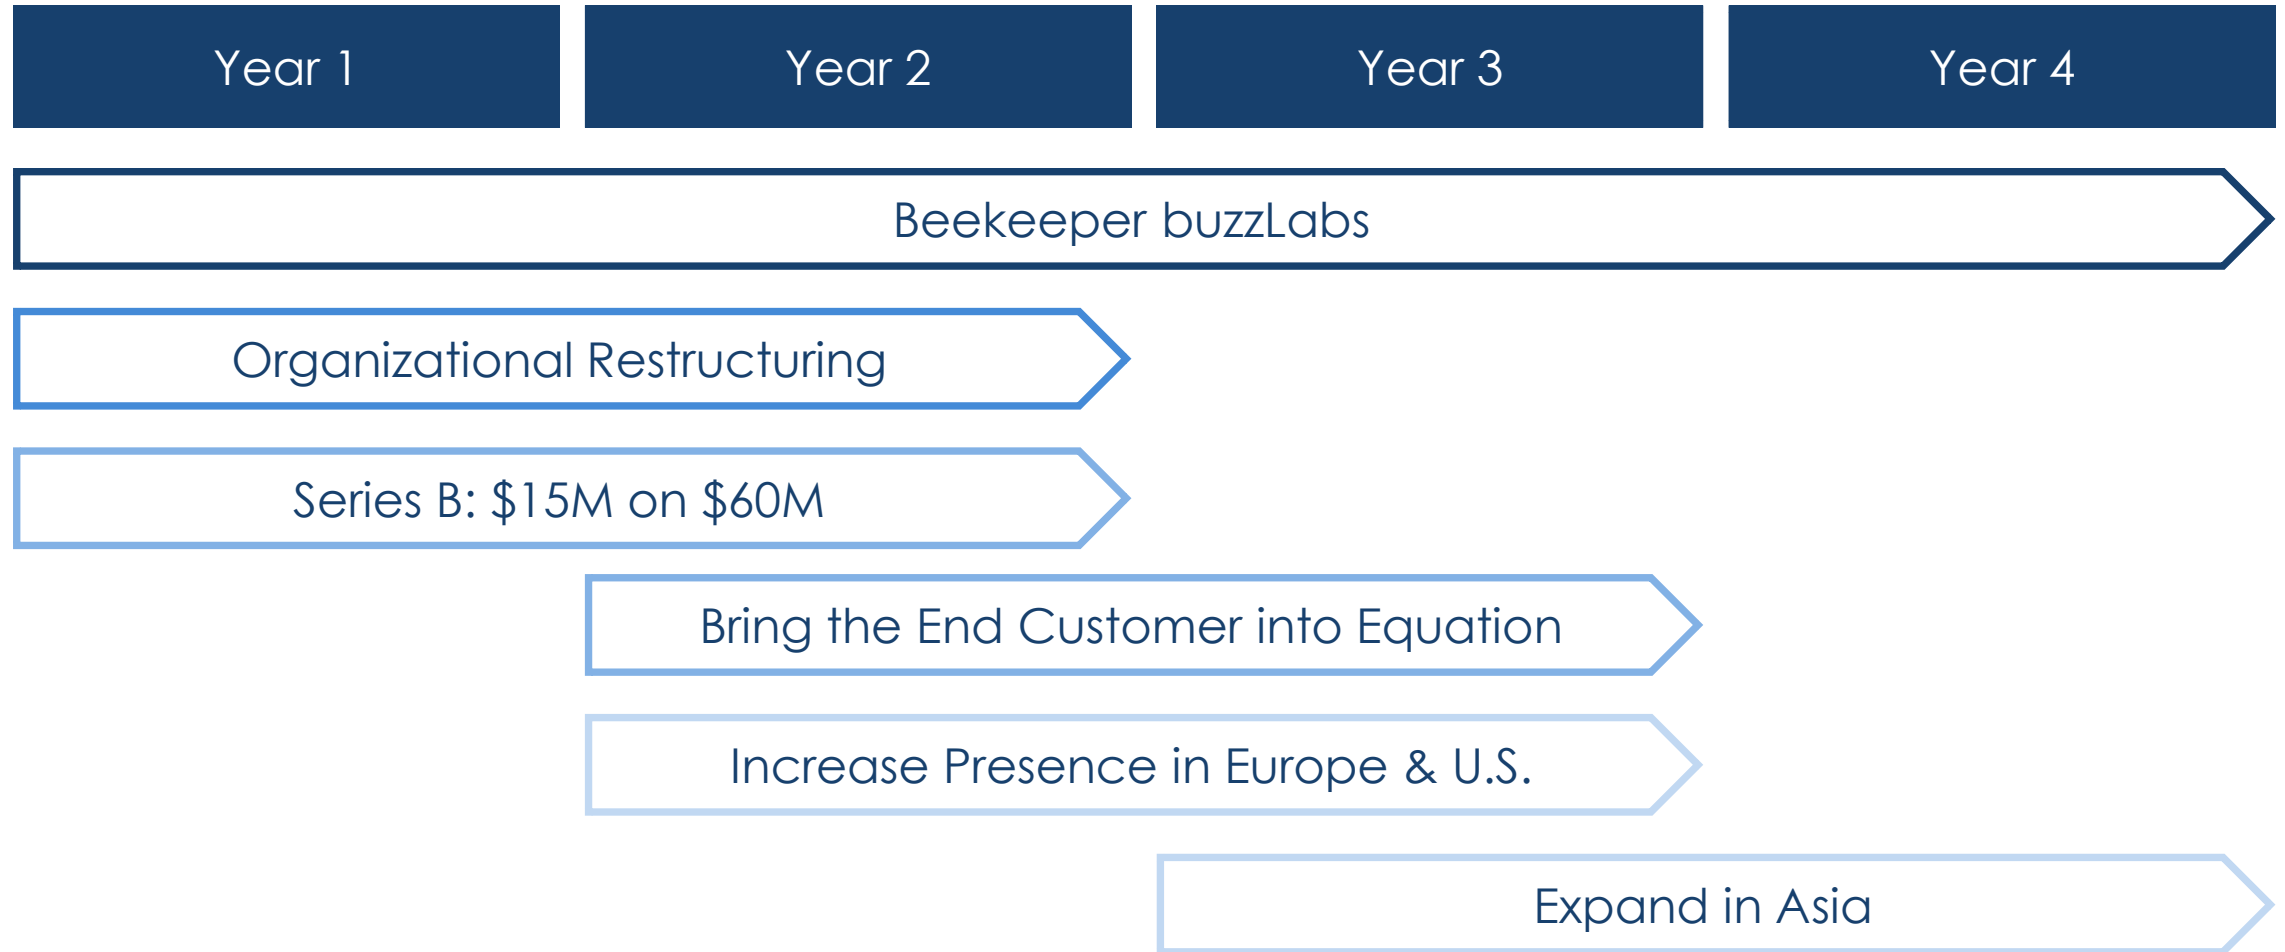 Year 1
Year 2
Year 3
Year 4
Beekeeper buzzLabs
Organizational Restructuring
Series B: $15M on $60M
Bring the End Customer into Equation
Increase Presence in Europe & U.S.
Expand in Asia